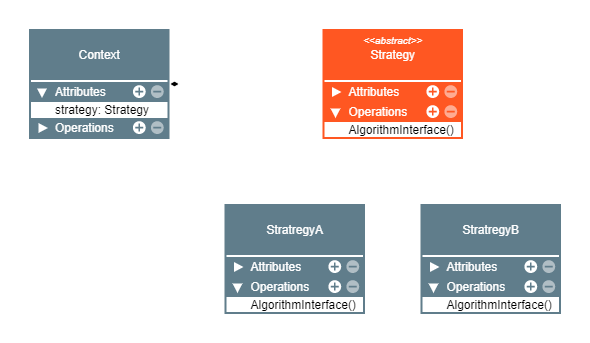 Context
Attributes
strategy: Strategy
Operations
<<abstract>>
Strategy
Attributes
Operations
AlgorithmInterface()
StratregyA
Attributes
Operations
AlgorithmInterface()
StratregyB
Attributes
Operations
AlgorithmInterface()